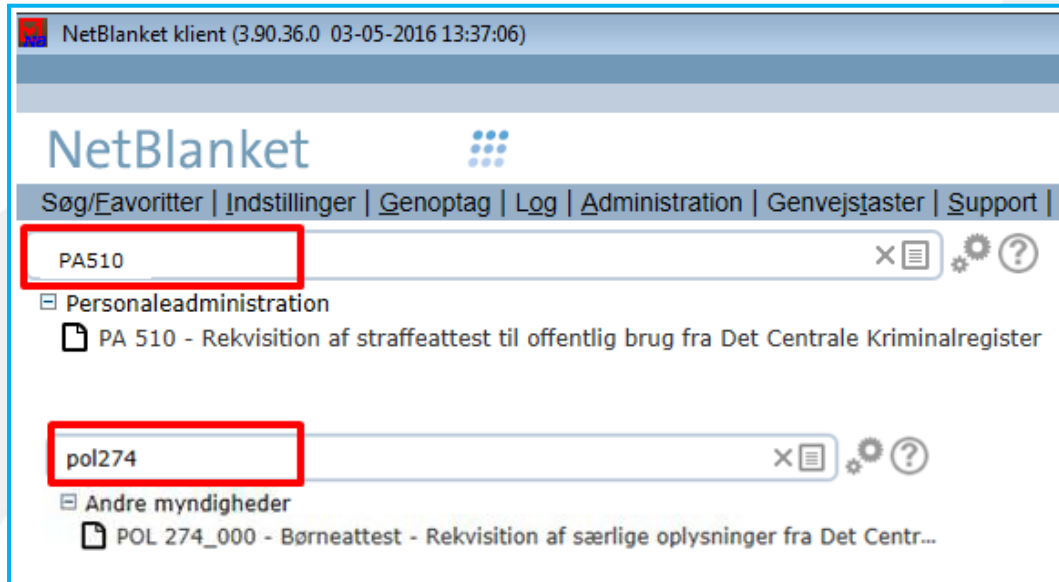 NetBlanket klient (3.90.36.0 03-05-2016 13:37:06)
NetBlanket
Søg/Favoritter | Indstillinger | Genoptag | Log | Administration | Genvejstaster | Support |
PA510
Personaleadministration
PA 510 - Rekvisition af straffeattest til offentlig brug fra Det Centrale Kriminalregister
pol274
Andre myndigheder
POL 274_000 - Børneattest - Rekvisition af særlige oplysninger fra Det Centr...